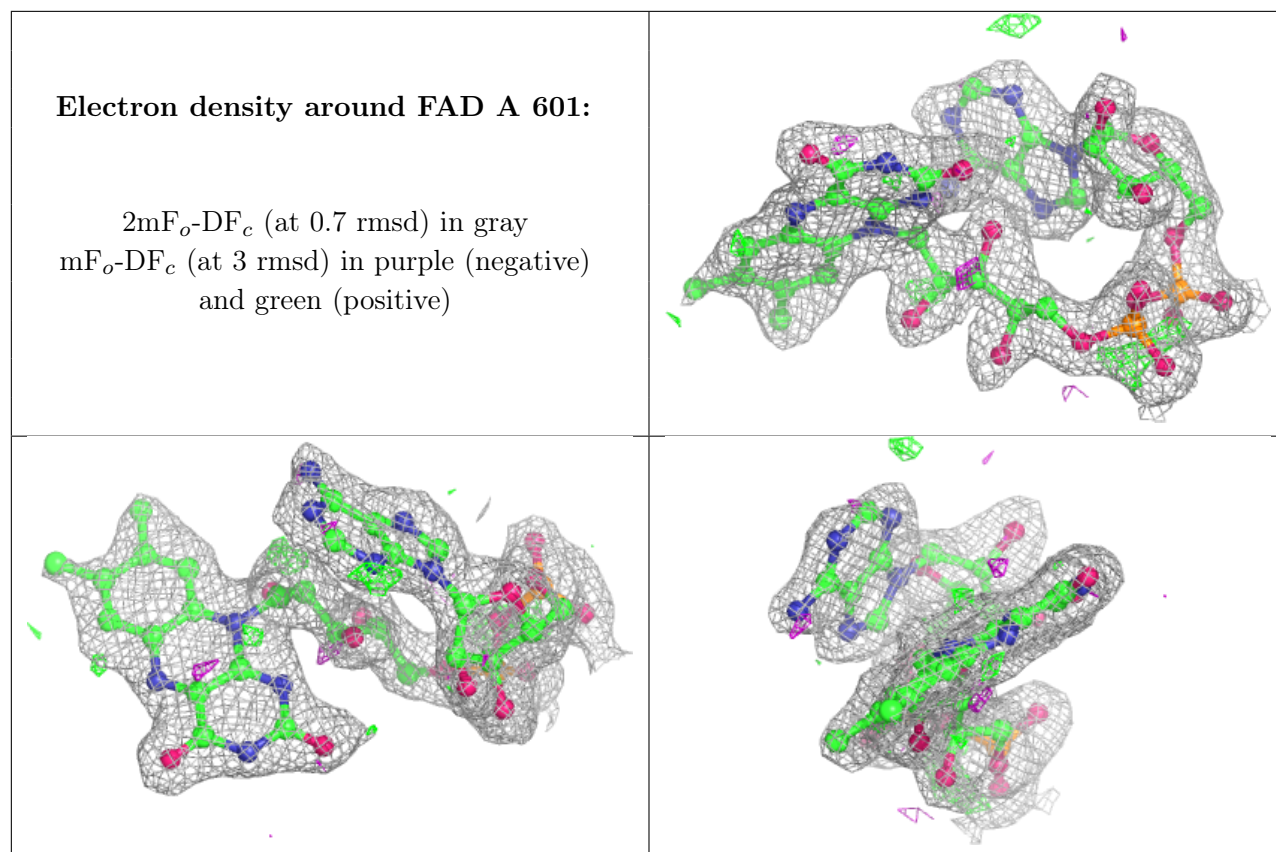 Electron density around FAD A 601:
2mFo-DFc (at 0.7 rmsd) in gray
mFo-DFc (at 3 rmsd) in purple (negative)
and green (positive)